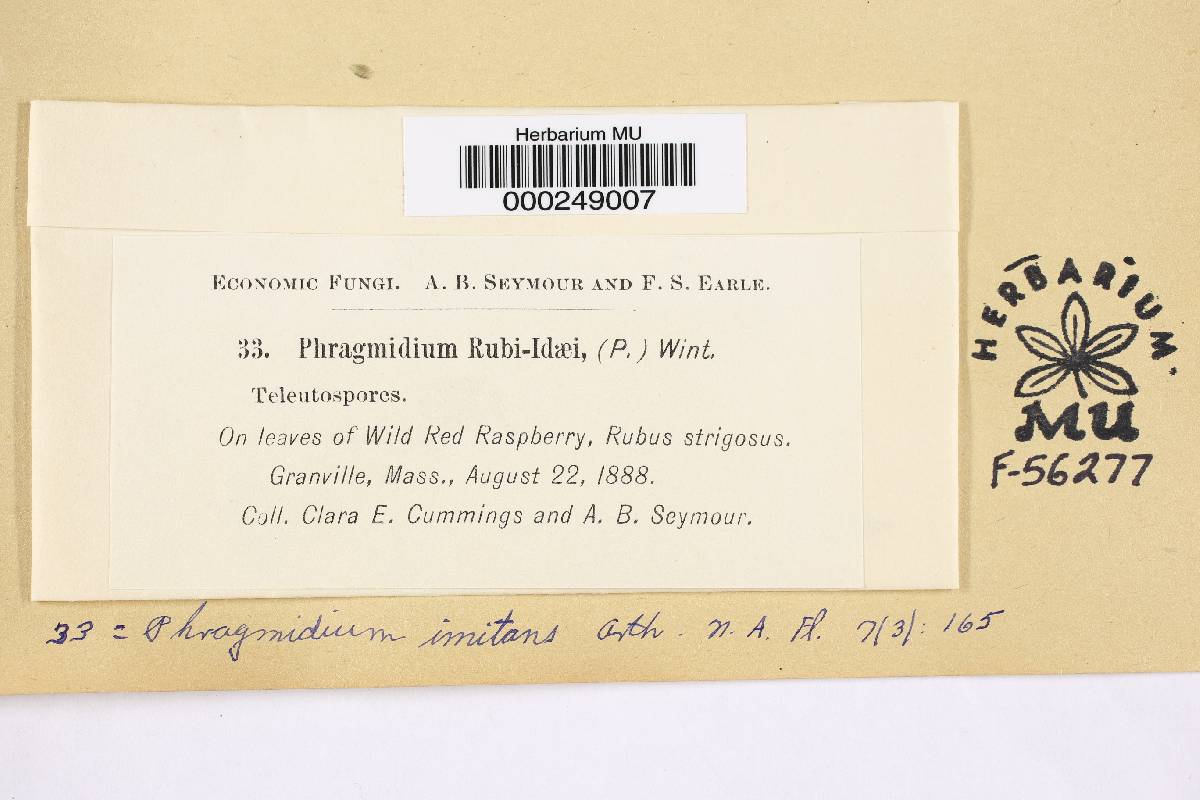 Herbarium MU
000249007
ECONOMIC FUNGI. A. B. SEYMOUR AND F. S. EARLE.
33. Phragmidium Rubi-Idæi, (P.) Wint.
Teleutospores.
On leaves of Wild Red Raspberry, Rubus strigosus.
Granville, Mass., August 22, 1888.
Coll. Clara E. Cummings and A. B. Seymour.
HERBARIUM.
MU
F-56277
33 = Phragmidium imitans Arth. N. A. Fl. 7(3): 165